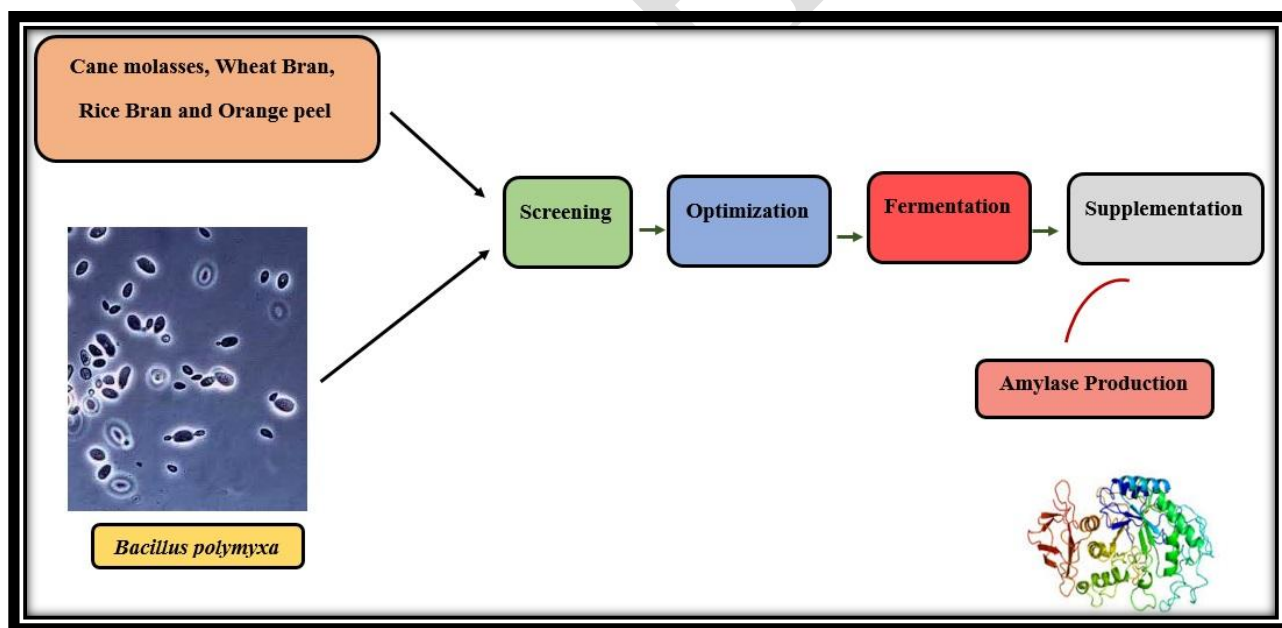 Cane molasses, Wheat Bran,
Rice Bran and Orange peel
Screening
Optimization
Fermentation
Supplementation
Amylase Production
Bacillus polymyxa